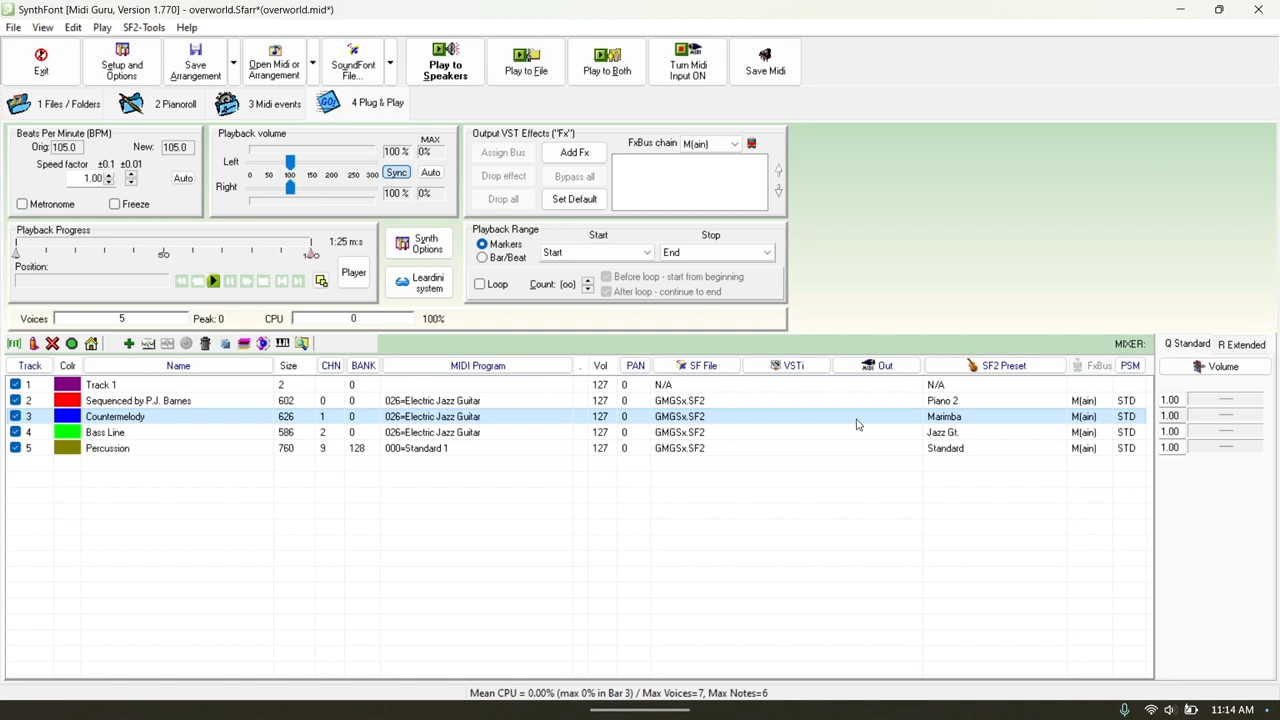 SynthFont [Midi Guru, Version 1.770] - overworld.Sfarr*(overworld.mid*)
File View Edit Play SF2-Tools Help
Exit
Setup and Options
Save Arrangement
Open Midi or Arrangement
SoundFont File...
Play to Speakers
Play to File
Play to Both
Turn Midi Input ON
Save Midi
1 Files / Folders
2 Pianoroll
3 Midi events
4 Plug & Play
Beats Per Minute (BPM)
Orig: 105.0 New: 105.0
Speed factor ±0.1 ±0.01
1.00 Auto
Metronome Freeze
Playback volume MAX
100 % 0%
Left
0 50 100 150 200 250 300 Sync Auto
Right
100 % 0%
Output VST Effects ("Fx") FxBus chain M(ain)
Assign Bus Add Fx
Drop effect Bypass all
Drop all Set Default
Playback Progress
1:25 m:s
50 100
Position:
Player
Synth Options
Leardini system
Playback Range Start Stop
Markers Start End
Bar/Beat
Loop Count: (oo) Before loop - start from beginning
After loop - continue to end
Voices 5 Peak: 0 CPU 0 100%
MIXER: Q Standard R Extended
Track Colr Name Size CHN BANK MIDI Program . Vol PAN SF File VSTi Out SF2 Preset FxBus PSM Volume
1 Track 1 2 0 127 0 N/A N/A
2 Sequenced by P.J. Barnes 602 0 0 026=Electric Jazz Guitar 127 0 GMGSx.SF2 Piano 2 M(ain) STD 1.00
3 Countermelody 626 1 0 026=Electric Jazz Guitar 127 0 GMGSx.SF2 Marimba M(ain) STD 1.00
4 Bass Line 586 2 0 026=Electric Jazz Guitar 127 0 GMGSx.SF2 Jazz Gt. M(ain) STD 1.00
5 Percussion 760 9 128 000=Standard 1 127 0 GMGSx.SF2 Standard M(ain) STD 1.00
Mean CPU = 0.00% (max 0% in Bar 3) / Max Voices=7, Max Notes=6
11:14 AM